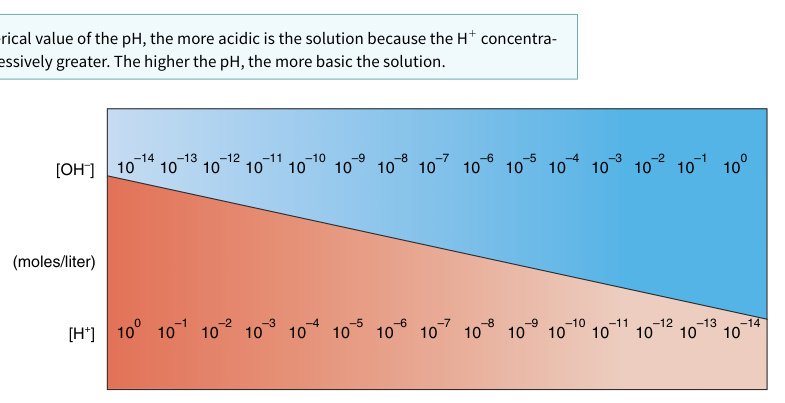 rical value of the pH, the more acidic is the solution because the H⁺ concentra-
essively greater. The higher the pH, the more basic the solution.
[OH⁻] 10⁻¹⁴ 10⁻¹³ 10⁻¹² 10⁻¹¹ 10⁻¹⁰ 10⁻⁹ 10⁻⁸ 10⁻⁷ 10⁻⁶ 10⁻⁵ 10⁻⁴ 10⁻³ 10⁻² 10⁻¹ 10⁰
(moles/liter)
[H⁺] 10⁰ 10⁻¹ 10⁻² 10⁻³ 10⁻⁴ 10⁻⁵ 10⁻⁶ 10⁻⁷ 10⁻⁸ 10⁻⁹ 10⁻¹⁰ 10⁻¹¹ 10⁻¹² 10⁻¹³ 10⁻¹⁴